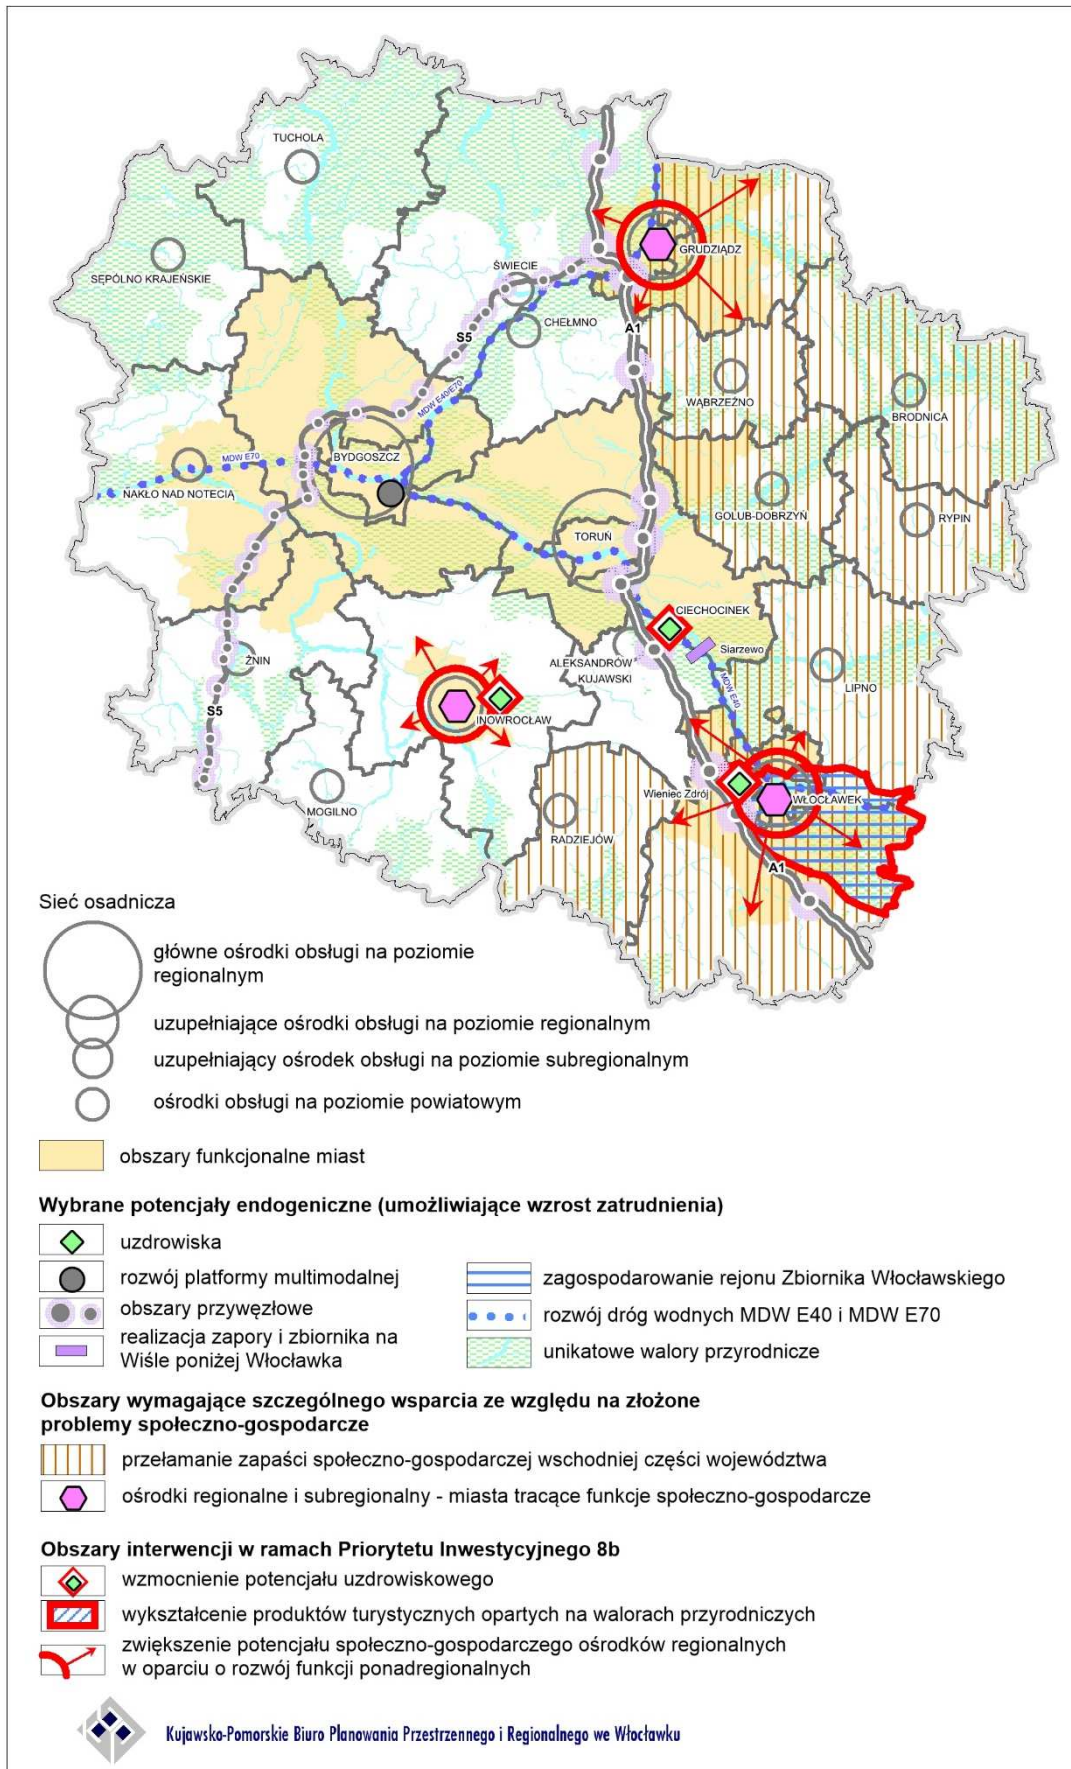 TUCHOLA
SĘPÓLNO KRAJEŃSKIE
GRUDZIĄDZ
ŚWIECIE
CHEŁMNO
S5
A1
MDW E40/E70
WĄBRZEŹNO
BRODNICA
MDW E70
BYDGOSZCZ
NAKŁO NAD NOTECIĄ
GOLUB-DOBRZYŃ
RYPIN
TORUŃ
CIECHOCINEK
Siarzewo
ALEKSANDRÓW
KUJAWSKI
ŻNIN
MDW E40
LIPNO
S5
INOWROCŁAW
Wieniec Zdrój
WŁOCŁAWEK
MOGILNO
RADZIEJÓW
A1
Sieć osadnicza
główne ośrodki obsługi na poziomie
regionalnym
uzupełniające ośrodki obsługi na poziomie regionalnym
uzupełniający ośrodek obsługi na poziomie subregionalnym
ośrodki obsługi na poziomie powiatowym
obszary funkcjonalne miast
Wybrane potencjały endogeniczne (umożliwiające wzrost zatrudnienia)
uzdrowiska
rozwój platformy multimodalnej
obszary przywęzłowe
realizacja zapory i zbiornika na
Wiśle poniżej Włocławka
zagospodarowanie rejonu Zbiornika Włocławskiego
rozwój dróg wodnych MDW E40 i MDW E70
unikatowe walory przyrodnicze
Obszary wymagające szczególnego wsparcia ze względu na złożone
problemy społeczno-gospodarcze
przełamanie zapaści społeczno-gospodarczej wschodniej części województwa
ośrodki regionalne i subregionalny - miasta tracące funkcje społeczno-gospodarcze
Obszary interwencji w ramach Priorytetu Inwestycyjnego 8b
wzmocnienie potencjału uzdrowiskowego
wykształcenie produktów turystycznych opartych na walorach przyrodniczych
zwiększenie potencjału społeczno-gospodarczego ośrodków regionalnych
w oparciu o rozwój funkcji ponadregionalnych
Kujawsko-Pomorskie Biuro Planowania Przestrzennego i Regionalnego we Włocławku